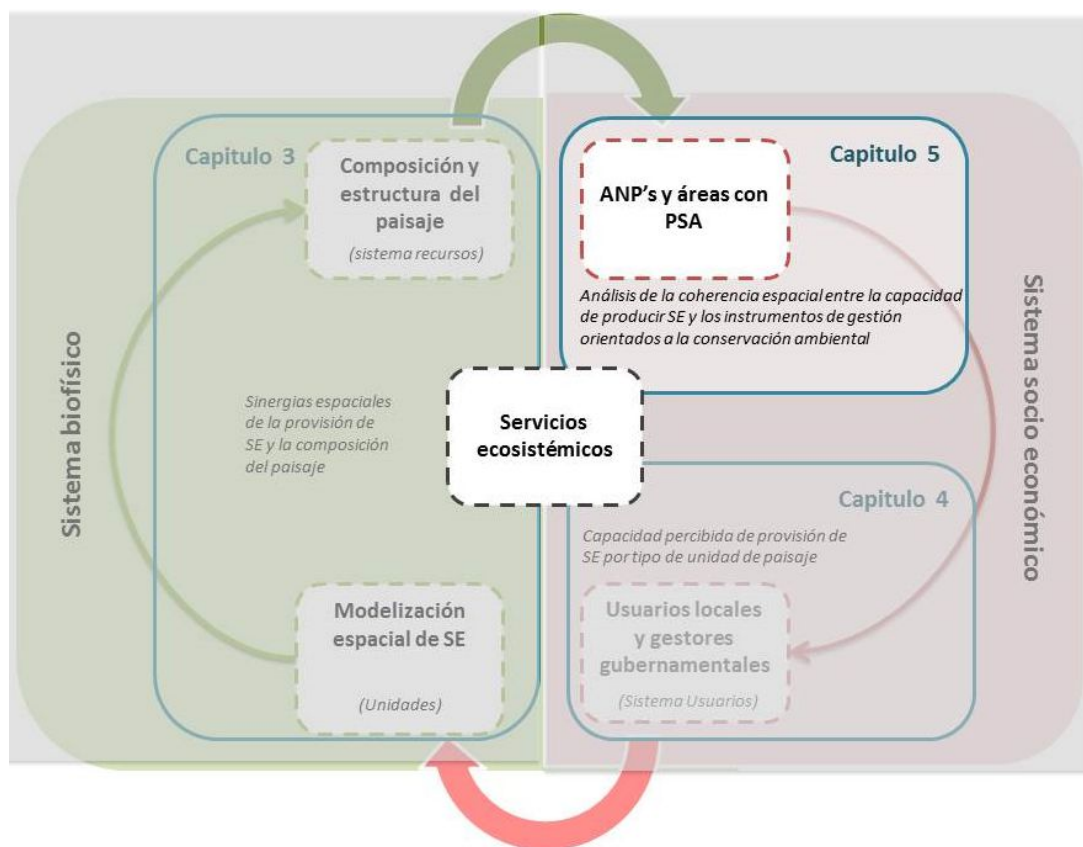 Sistema biofísico
Capitulo 3
Composición y
estructura del
paisaje
(sistema recursos)
Sinergias espaciales
de la provisión de
SE y la composición
del paisaje
Modelización
espacial de SE
(Unidades)
Servicios
ecosistémicos
Capitulo 5
ANP's y áreas con
PSA
Análisis de la coherencia espacial entre la capacidad
de producir SE y los instrumentos de gestión
orientados a la conservación ambiental
Capitulo 4
Capacidad percibida de provisión de
SE por tipo de unidad de paisaje
Usuarios locales
y gestores
gubernamentales
(Sistema Usuarios)
Sistema socio económico